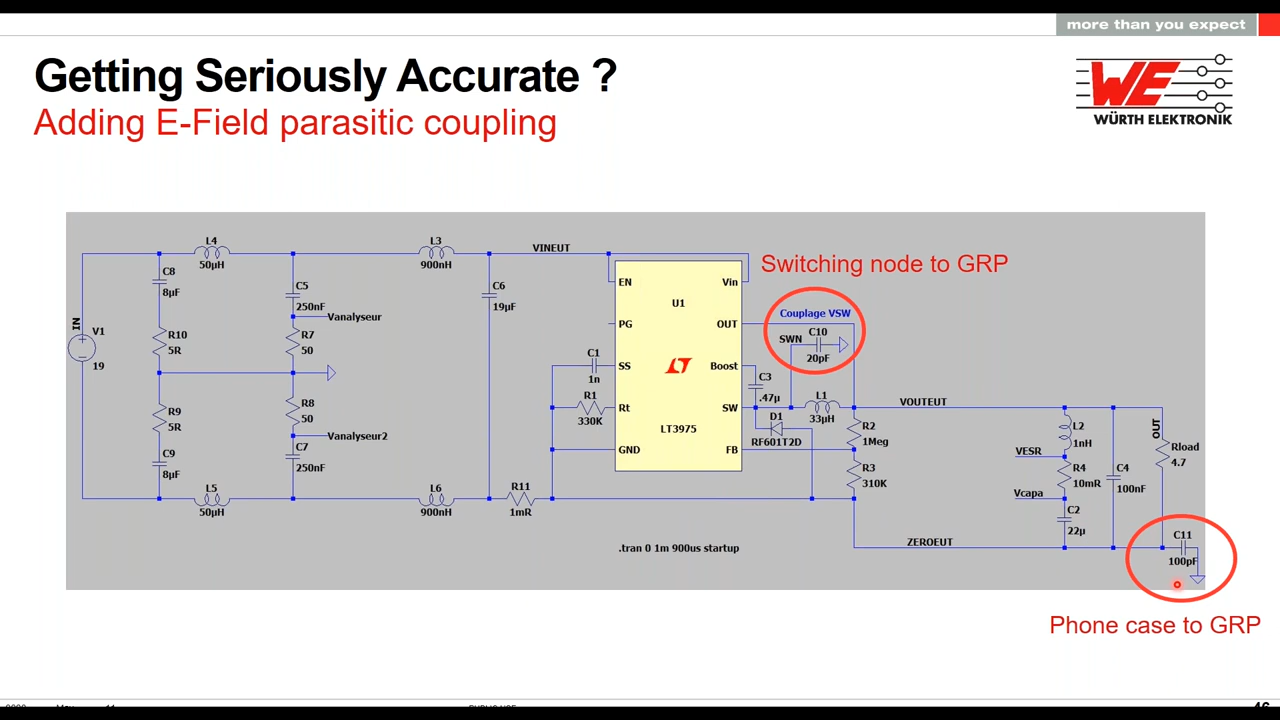 more than you expect
Getting Seriously Accurate ?
Adding E-Field parasitic coupling
WE
WÜRTH ELEKTRONIK
L4
50µH
L3
900nH
VINEUT
C8
8µF
C5
250nF
Vanalyseur
C6
19µF
R10
5R
R7
50
IN
V1
19
R9
5R
R8
50
Vanalyseur2
C9
8µF
C7
250nF
L5
50µH
L6
900nH
R11
1mR
C1
1n
R1
330K
EN
Vin
U1
PG
OUT
SS
Boost
Rt
SW
LT3975
GND
FB
Switching node to GRP
Couplage VSW
SWN
C10
20pF
C3
.47µ
L1
33µH
D1
RF601T2D
R2
1Meg
R3
310K
VOUTEUT
L2
1nH
VESR
R4
10mR
Vcapa
C2
22µ
C4
100nF
OUT
Rload
4.7
ZEROEUT
C11
100pF
.tran 0 1m 900us startup
Phone case to GRP